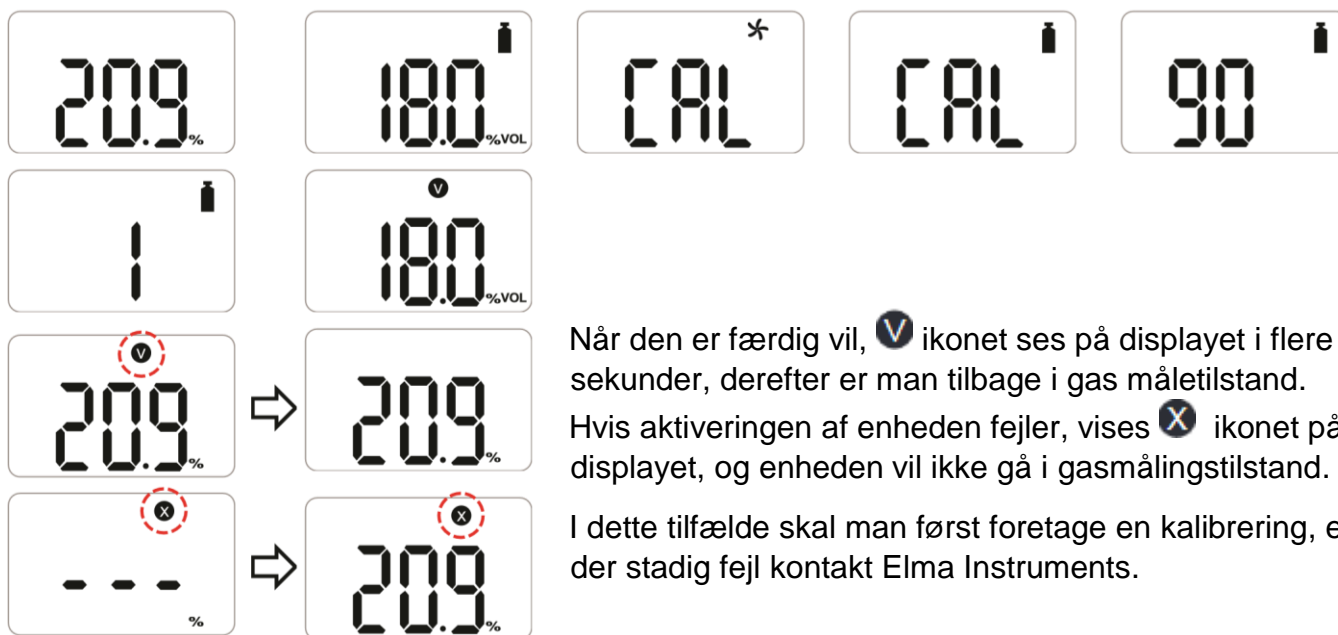 20.9 %
18.0 %VOL
CAL
CAL
90
1
V
18.0 %VOL
V
20.9 %
20.9 %
Når den er færdig vil, V ikonet ses på displayet i flere
sekunder, derefter er man tilbage i gas måletilstand.
Hvis aktiveringen af enheden fejler, vises X ikonet på
displayet, og enheden vil ikke gå i gasmålingstilstand.
X
- - - %
X
20.9 %
I dette tilfælde skal man først foretage en kalibrering, e
der stadig fejl kontakt Elma Instruments.